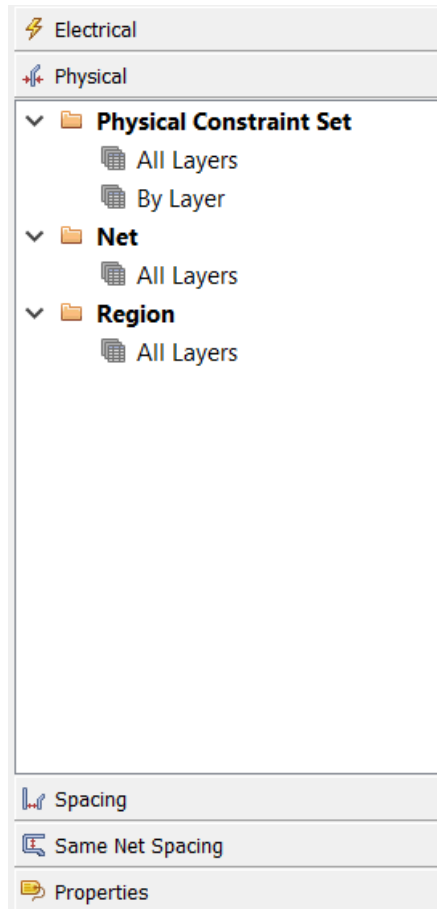 Electrical
Physical
Physical Constraint Set
All Layers
By Layer
Net
All Layers
Region
All Layers
Spacing
Same Net Spacing
Properties